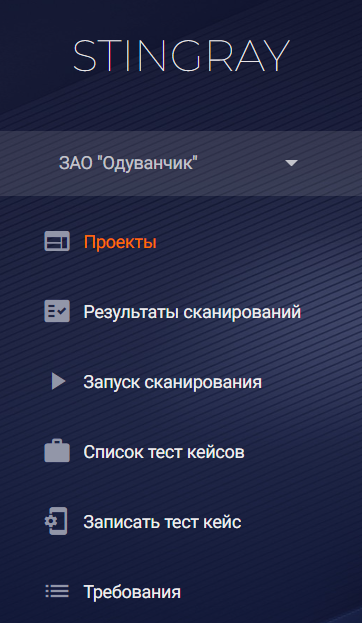 STINGRAY
ЗАО "Одуванчик"
Проекты
Результаты сканирований
Запуск сканирования
Список тест кейсов
Записать тест кейс
Требования